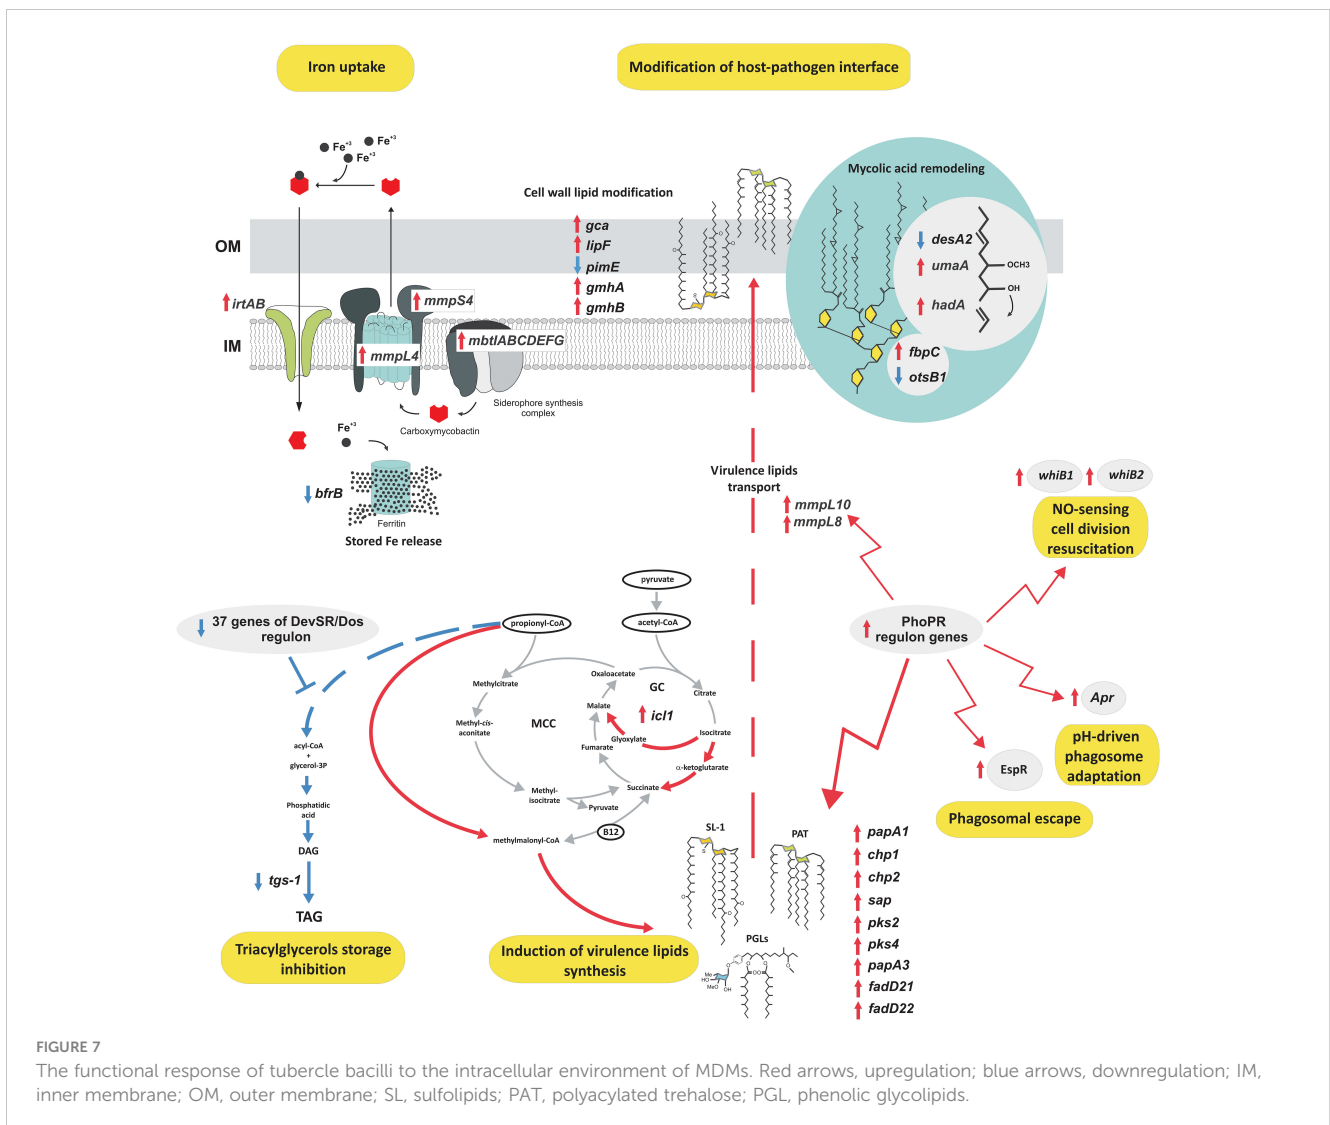 Iron uptake
Modification of host-pathogen interface
Fe+3
Fe+3
Fe+3
Cell wall lipid modification
gca
lipF
pimE
gmhA
gmhB
OM
IM
irtAB
mmpS4
mmpL4
mbtIABCDEFG
Siderophore synthesis
complex
Carboxymycobactin
Fe+3
bfrB
Ferritin
Stored Fe release
S
O
O
O
Mycolic acid remodeling
desA2
umaA
hadA
OCH3
OH
fbpC
otsB1
Virulence lipids
transport
mmpL10
mmpL8
whiB1
whiB2
NO-sensing
cell division
resuscitation
PhoPR
regulon genes
Apr
pH-driven
phagosome
adaptation
EspR
Phagosomal escape
37 genes of DevSR/Dos
regulon
acyl-CoA
+
glycerol-3P
Phosphatidic
acid
DAG
tgs-1
TAG
Triacylglycerols storage
inhibition
pyruvate
propionyl-CoA
acetyl-CoA
Methylcitrate
Oxaloacetate
GC
Citrate
Malate
icl1
Methyl-cis-
aconitate
MCC
Glyoxylate
Isocitrate
Fumarate
α-ketoglutarate
Methyl-
isocitrate
Succinate
Pyruvate
B12
methylmalonyl-CoA
Induction of virulence lipids
synthesis
SL-1
S
O
O
O
PAT
PGLs
Me
HO
MeO
OH
O
O
O
O
O
papA1
chp1
chp2
sap
pks2
pks4
papA3
fadD21
fadD22
FIGURE 7
The functional response of tubercle bacilli to the intracellular environment of MDMs. Red arrows, upregulation; blue arrows, downregulation; IM,
inner membrane; OM, outer membrane; SL, sulfolipids; PAT, polyacylated trehalose; PGL, phenolic glycolipids.